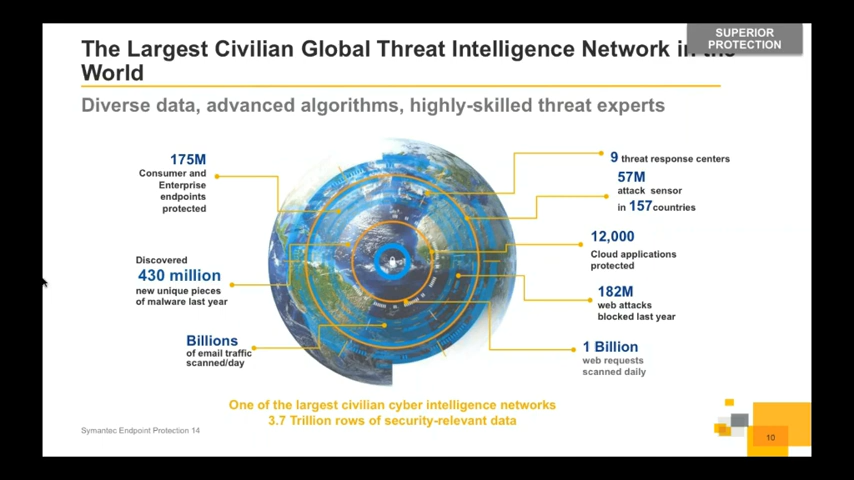 SUPERIOR
PROTECTION
The Largest Civilian Global Threat Intelligence Network in the
World
Diverse data, advanced algorithms, highly-skilled threat experts
175M
Consumer and
Enterprise
endpoints
protected
Discovered
430 million
new unique pieces
of malware last year
Billions
of email traffic
scanned/day
9 threat response centers
57M
attack sensor
in 157countries
12,000
Cloud applications
protected
182M
web attacks
blocked last year
1 Billion
web requests
scanned daily
One of the largest civilian cyber intelligence networks
3.7 Trillion rows of security-relevant data
Symantec Endpoint Protection 14
10